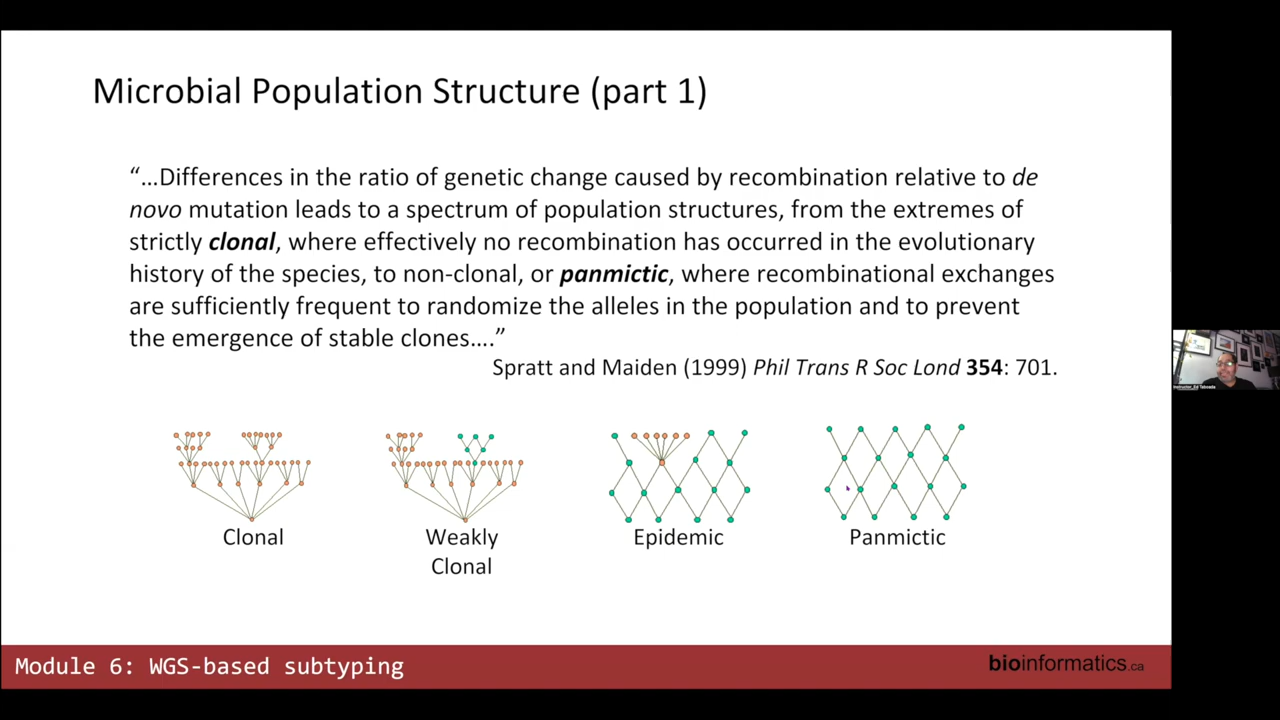 Microbial Population Structure (part 1)
“…Differences in the ratio of genetic change caused by recombination relative to de
novo mutation leads to a spectrum of population structures, from the extremes of
strictly clonal, where effectively no recombination has occurred in the evolutionary
history of the species, to non-clonal, or panmictic, where recombinational exchanges
are sufficiently frequent to randomize the alleles in the population and to prevent
the emergence of stable clones….”
Spratt and Maiden (1999) Phil Trans R Soc Lond 354: 701.
Clonal
Weakly
Clonal
Epidemic
Panmictic
Instructor_Ed Taboada
Module 6: WGS-based subtyping
bioinformatics.ca